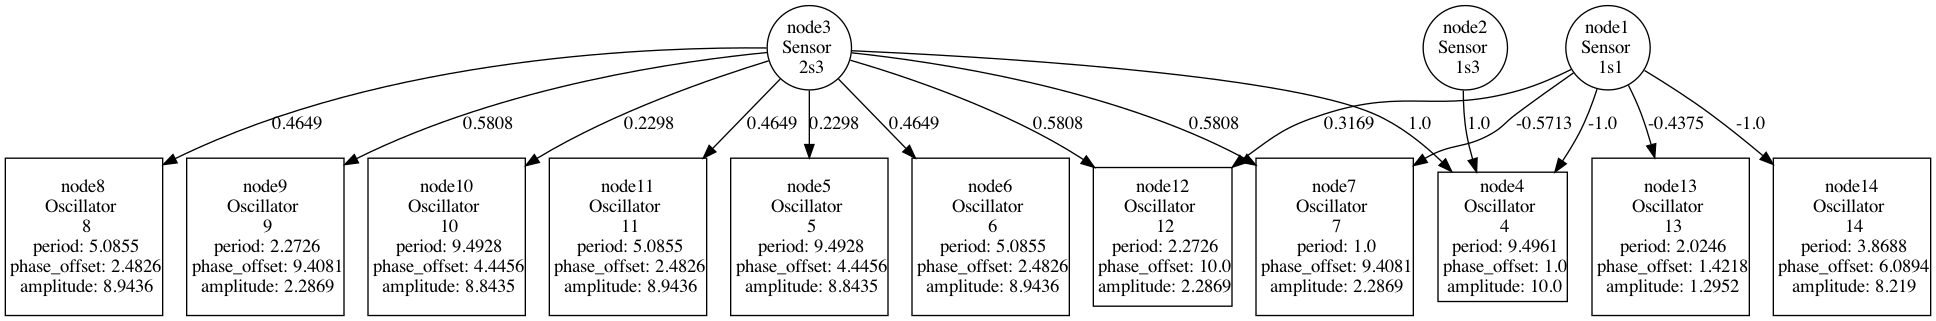 node3
Sensor
2s3
node2
Sensor
1s3
node1
Sensor
1s1
0.4649
0.5808
0.2298
0.4649
0.2298
0.4649
0.5808
0.5808
0.3169
1.0
1.0
-0.5713
-1.0
-0.4375
-1.0
node8
Oscillator
8
period: 5.0855
phase_offset: 2.4826
amplitude: 8.9436
node9
Oscillator
9
period: 2.2726
phase_offset: 9.4081
amplitude: 2.2869
node10
Oscillator
10
period: 9.4928
phase_offset: 4.4456
amplitude: 8.8435
node11
Oscillator
11
period: 5.0855
phase_offset: 2.4826
amplitude: 8.9436
node5
Oscillator
5
period: 9.4928
phase_offset: 4.4456
amplitude: 8.8435
node6
Oscillator
6
period: 5.0855
phase_offset: 2.4826
amplitude: 8.9436
node12
Oscillator
12
period: 2.2726
phase_offset: 10.0
amplitude: 2.2869
node7
Oscillator
7
period: 1.0
phase_offset: 9.4081
amplitude: 2.2869
node4
Oscillator
4
period: 9.4961
phase_offset: 1.0
amplitude: 10.0
node13
Oscillator
13
period: 2.0246
phase_offset: 1.4218
amplitude: 1.2952
node14
Oscillator
14
period: 3.8688
phase_offset: 6.0894
amplitude: 8.219